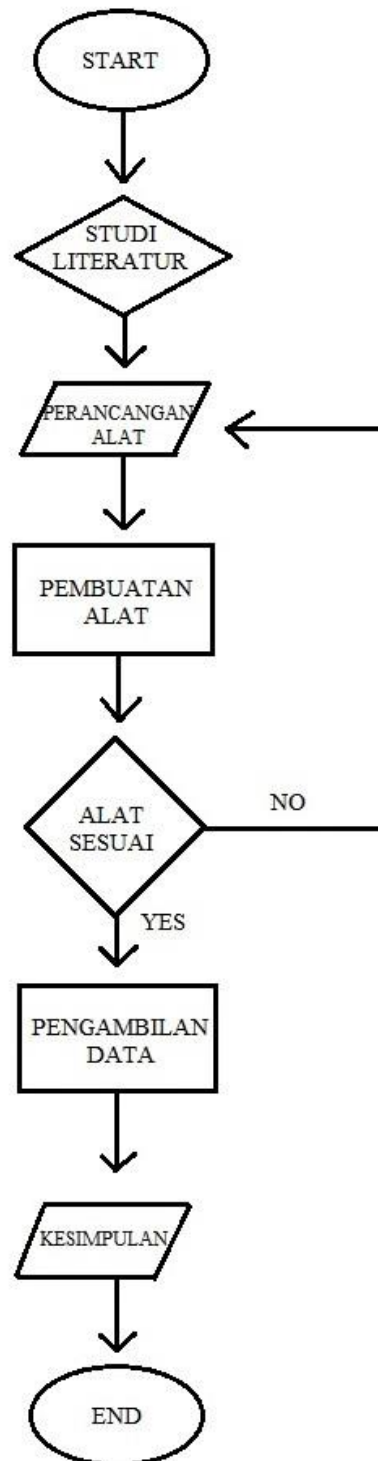 START
STUDI
LITERATUR
PERANCANGAN
ALAT
PEMBUATAN
ALAT
ALAT
SESUAI
NO
YES
PENGAMBILAN
DATA
KESIMPULAN
END